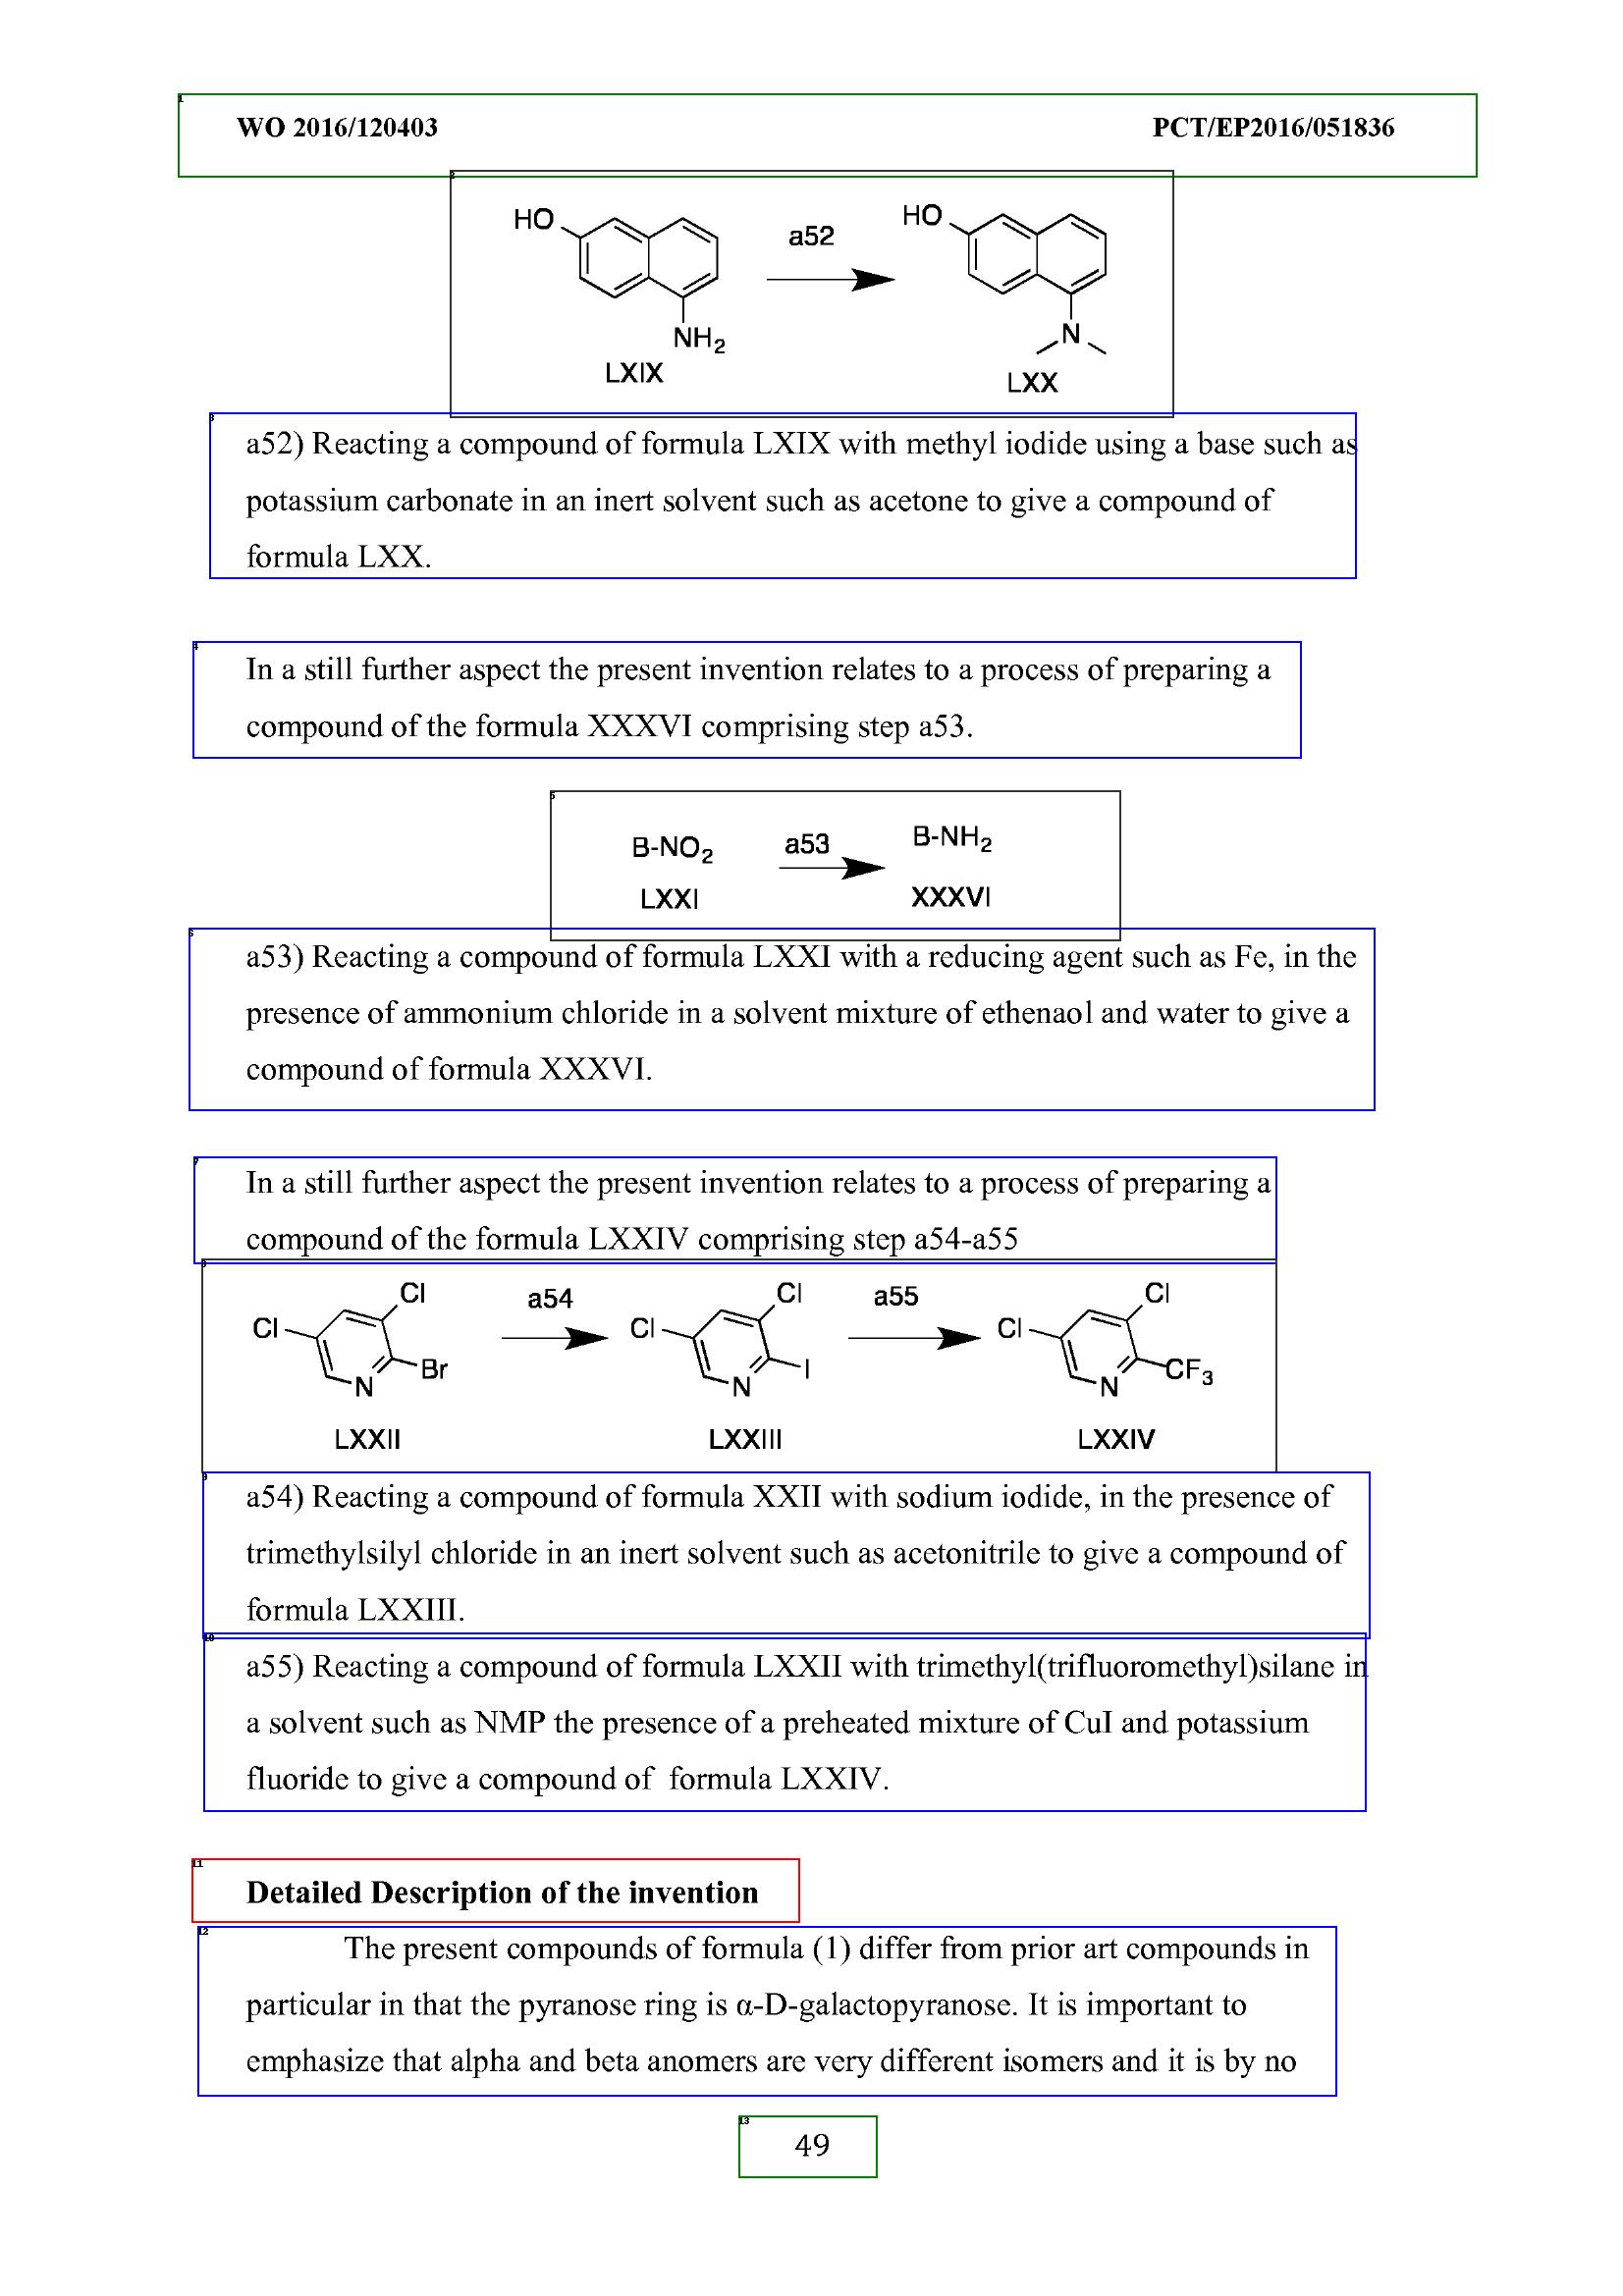 WO 2016/120403 PCT/EP2016/051836
HO a52 HO
NH2 N
LXIX LXX
a52) Reacting a compound of formula LXIX with methyl iodide using a base such as
potassium carbonate in an inert solvent such as acetone to give a compound of
formula LXX.
In a still further aspect the present invention relates to a process of preparing a
compound of the formula XXXVI comprising step a53.
B-NO2 a53 B-NH2
LXXI XXXVI
a53) Reacting a compound of formula LXXI with a reducing agent such as Fe, in the
presence of ammonium chloride in a solvent mixture of ethenaol and water to give a
compound of formula XXXVI.
In a still further aspect the present invention relates to a process of preparing a
compound of the formula LXXIV comprising step a54-a55
Cl a54 Cl a55 Cl
Cl Cl Cl
Br I CF3
N N N
LXXII LXXIII LXXIV
a54) Reacting a compound of formula XXII with sodium iodide, in the presence of
trimethylsilyl chloride in an inert solvent such as acetonitrile to give a compound of
formula LXXIII.
a55) Reacting a compound of formula LXXII with trimethyl(trifluoromethyl)silane in
a solvent such as NMP the presence of a preheated mixture of CuI and potassium
fluoride to give a compound of formula LXXIV.
Detailed Description of the invention
The present compounds of formula (1) differ from prior art compounds in
particular in that the pyranose ring is α-D-galactopyranose. It is important to
emphasize that alpha and beta anomers are very different isomers and it is by no
49